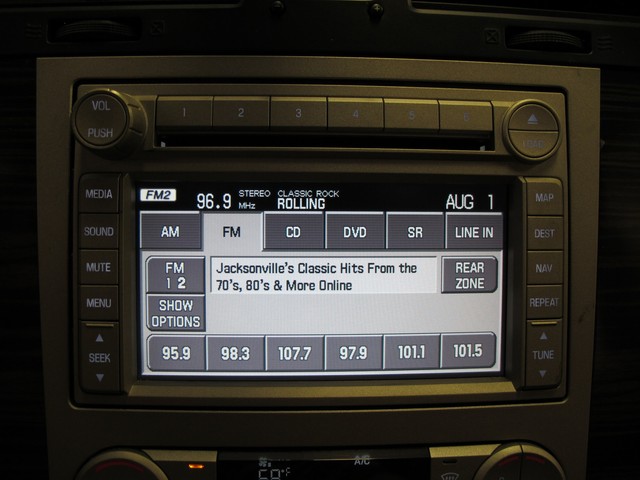 VOL
PUSH
1 2 3 4 5 6
LOAD
MEDIA
SOUND
MUTE
MENU
SEEK
FM2 96.9 MHz STEREO CLASSIC ROCK AUG 1
ROLLING
AM FM CD DVD SR LINE IN
FM
1 2
Jacksonville's Classic Hits From the
70's, 80's & More Online
REAR
ZONE
SHOW
OPTIONS
95.9 98.3 107.7 97.9 101.1 101.5
MAP
DEST
NAV
REPEAT
TUNE
A/C